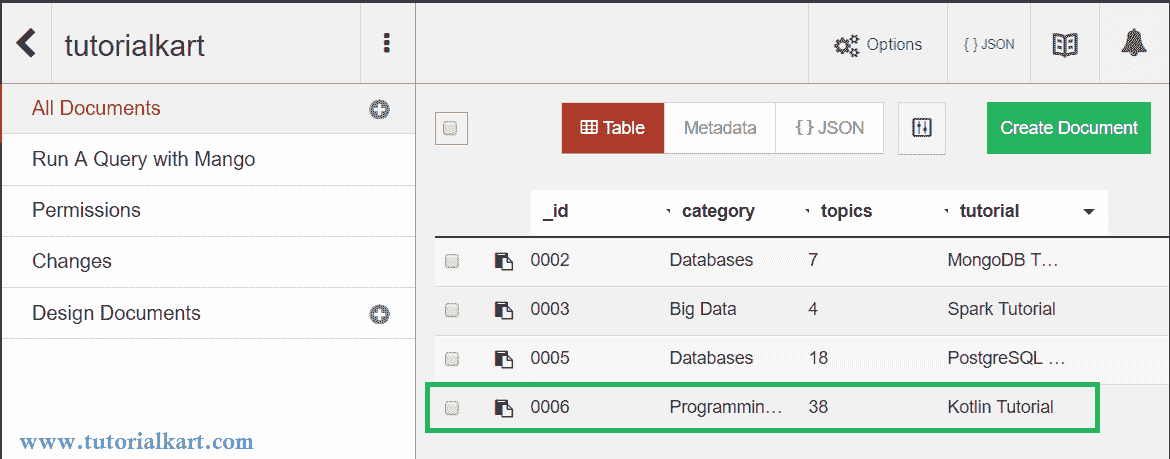 tutorialkart
Options
{ } JSON
All Documents
Run A Query with Mango
Permissions
Changes
Design Documents
Table
Metadata
{ } JSON
Create Document
_id category topics tutorial
0002 Databases 7 MongoDB T...
0003 Big Data 4 Spark Tutorial
0005 Databases 18 PostgreSQL ...
0006 Programmin... 38 Kotlin Tutorial
www.tutorialkart.com